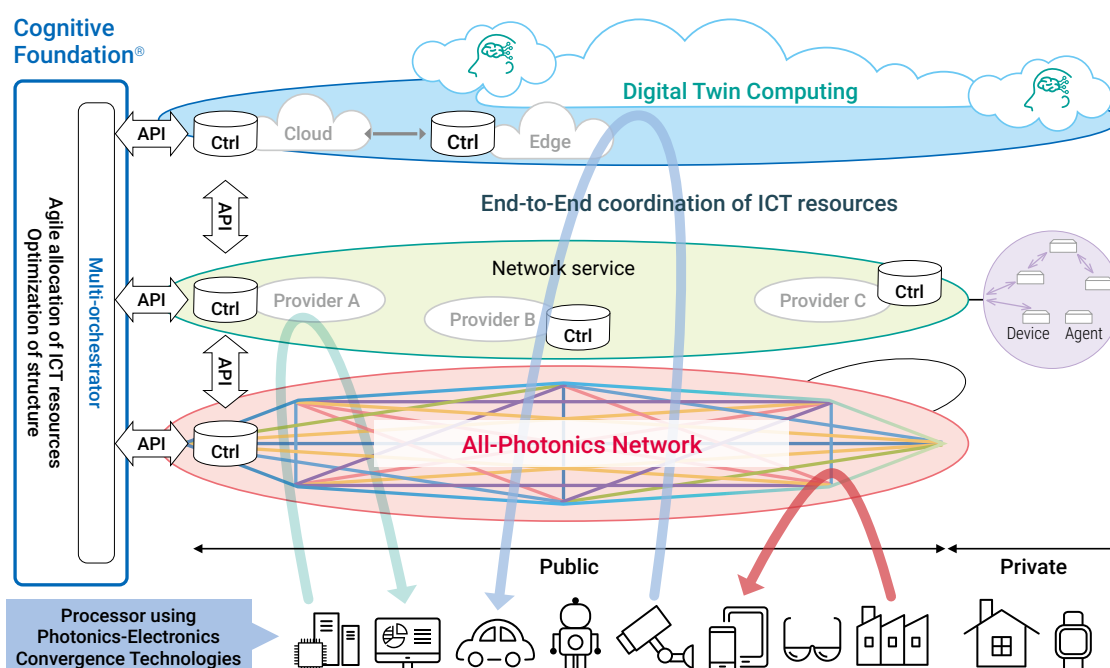 Cognitive
Foundation®
Digital Twin Computing
API
Ctrl
Cloud
Ctrl
Edge
API
End-to-End coordination of ICT resources
Agile allocation of ICT resources
Optimization of structure
Multi-orchestrator
Network service
API
Ctrl
Provider A
Provider B
Ctrl
Provider C
Ctrl
Device
Agent
API
API
Ctrl
All-Photonics Network
Public
Private
Processor using
Photonics-Electronics
Convergence Technologies